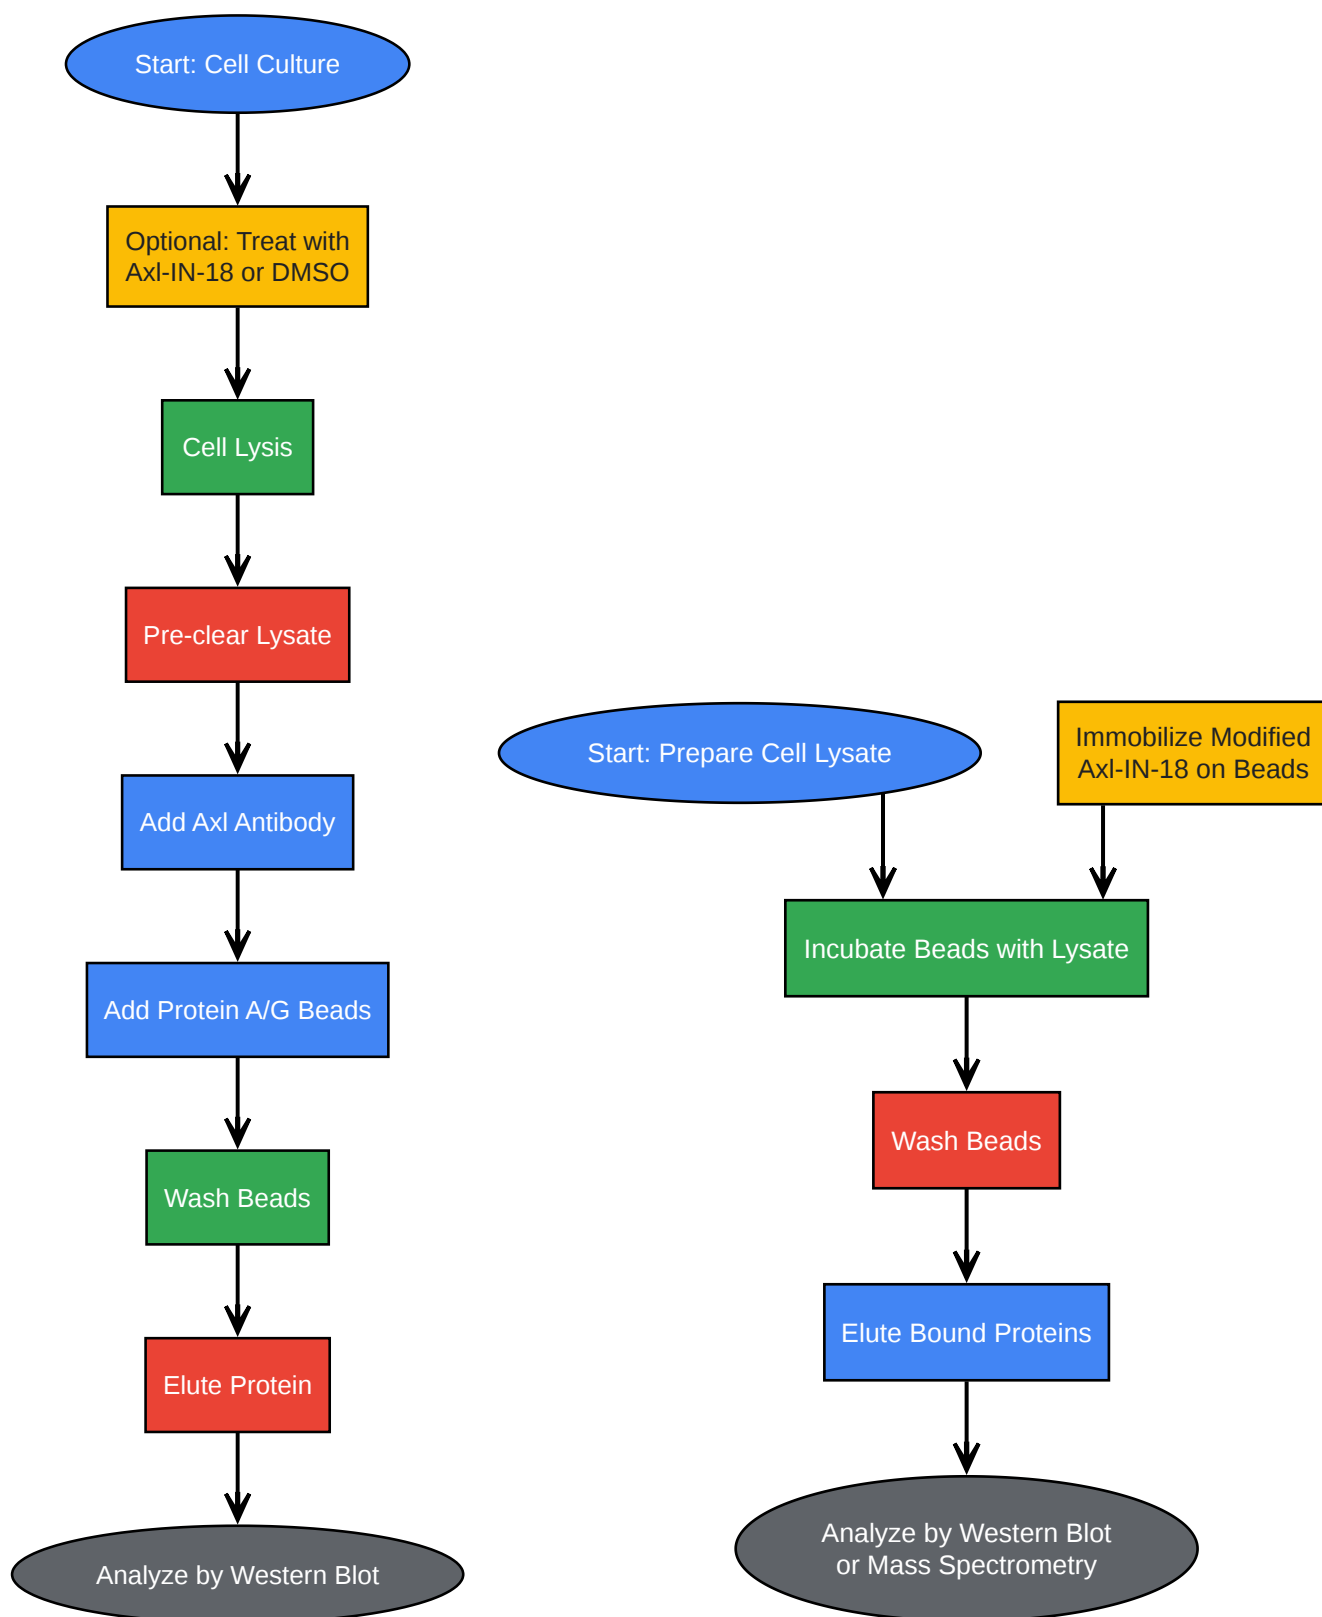 Start: Cell Culture
Optional: Treat with
Axl-IN-18 or DMSO
Cell Lysis
Pre-clear Lysate
Add Axl Antibody
Add Protein A/G Beads
Wash Beads
Elute Protein
Analyze by Western Blot
Start: Prepare Cell Lysate
Immobilize Modified
Axl-IN-18 on Beads
Incubate Beads with Lysate
Wash Beads
Elute Bound Proteins
Analyze by Western Blot
or Mass Spectrometry